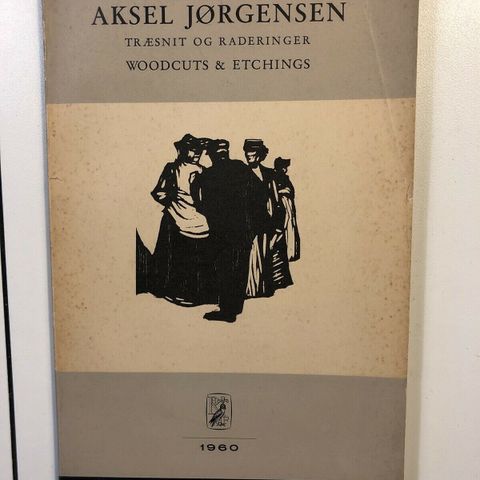 AKSEL JØRGENSEN
TRÆSNIT OG RADERINGER
WOODCUTS & ETCHINGS
1960